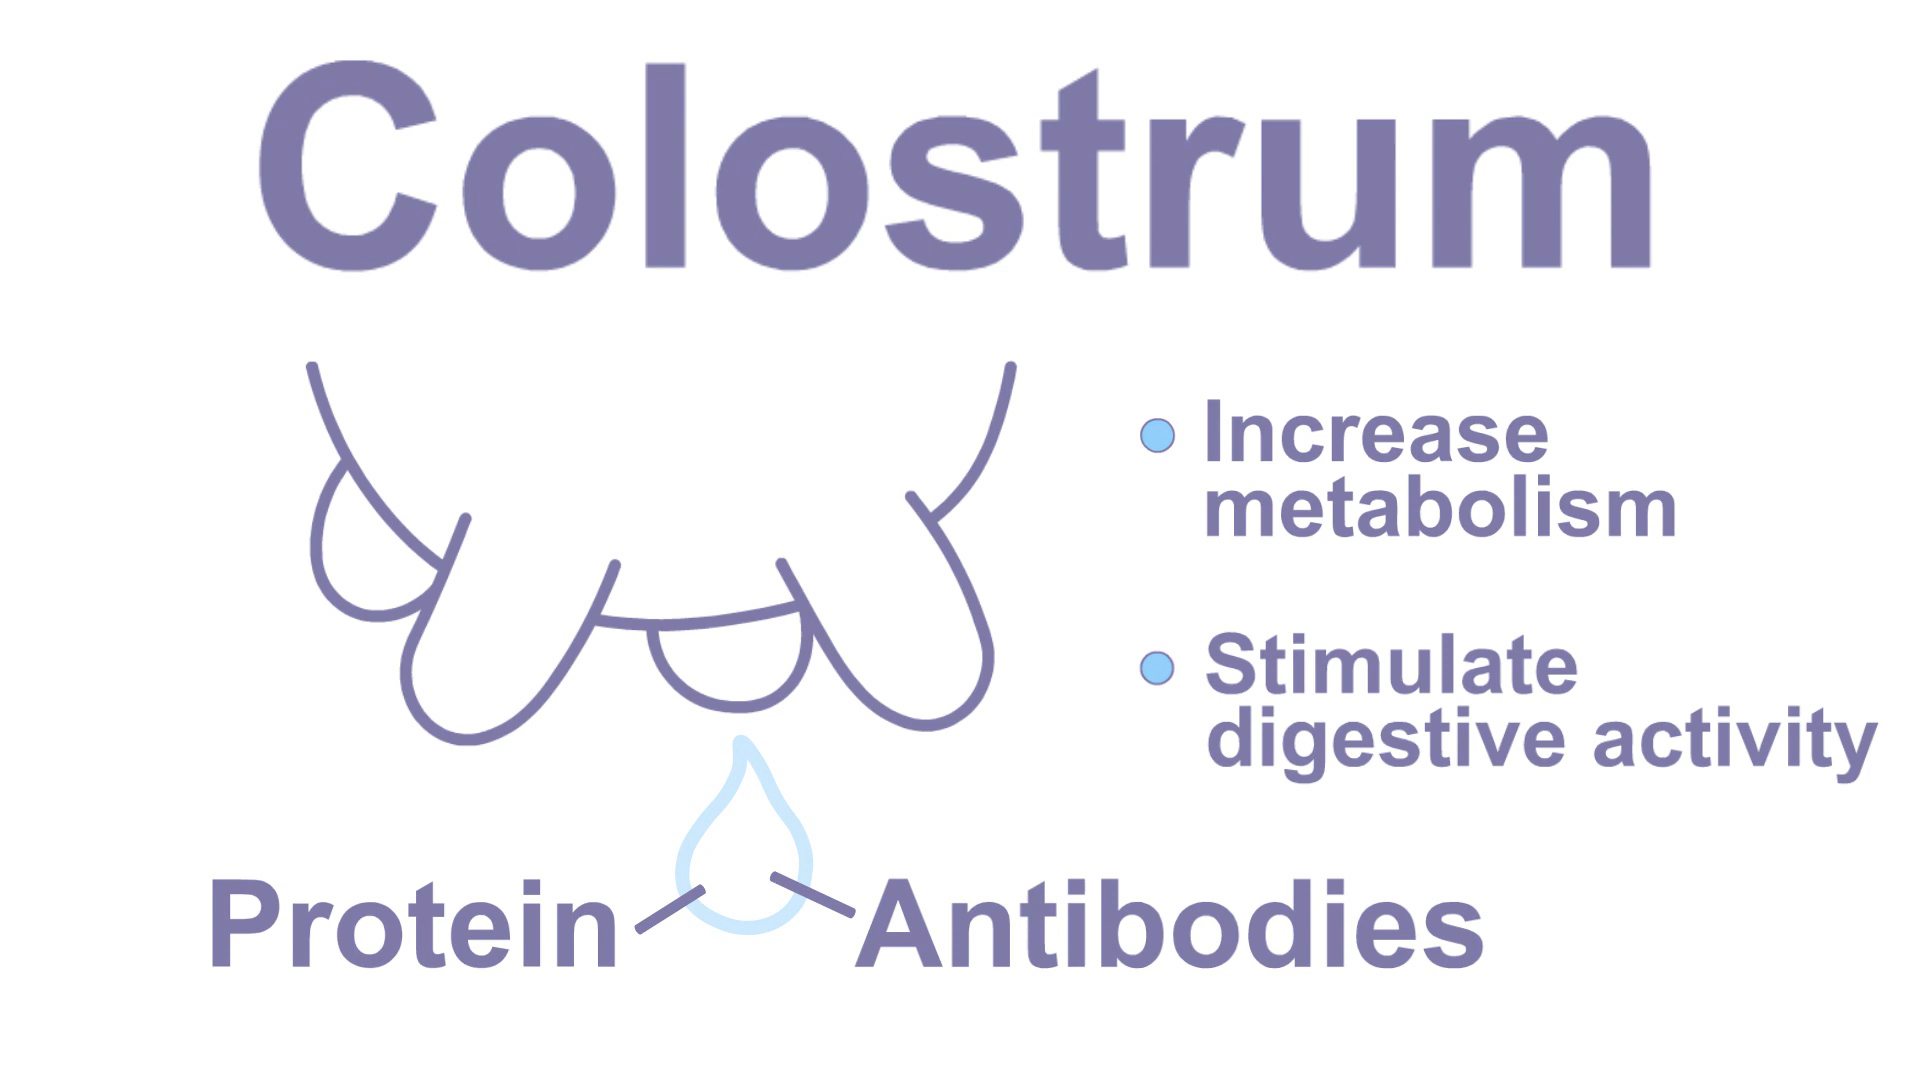 Colostrum
Increase
metabolism
Stimulate
digestive activity
Protein
Antibodies